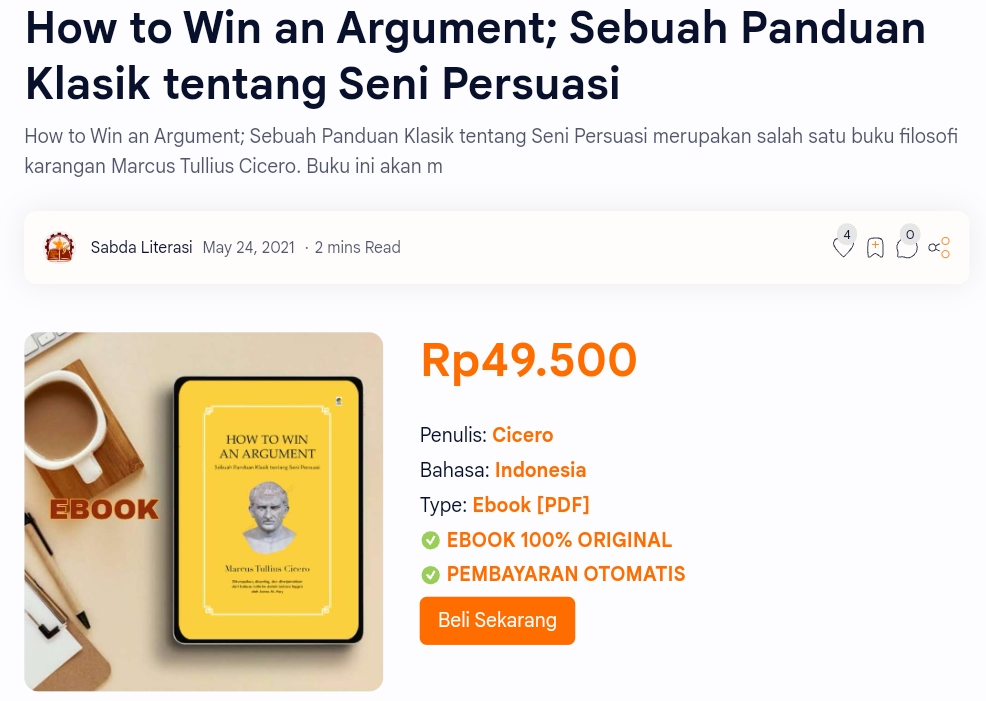 How to Win an Argument; Sebuah Panduan
Klasik tentang Seni Persuasi
How to Win an Argument; Sebuah Panduan Klasik tentang Seni Persuasi merupakan salah satu buku filosofi
karangan Marcus Tullius Cicero. Buku ini akan m
Sabda Literasi May 24, 2021 · 2 mins Read
4
0
EBOOK
HOW TO WIN
AN ARGUMENT
Sebuah Panduan Klasik tentang Seni Persuasi
Marcus Tullius Cicero
Rp49.500
Penulis: Cicero
Bahasa: Indonesia
Type: Ebook [PDF]
EBOOK 100% ORIGINAL
PEMBAYARAN OTOMATIS
Beli Sekarang